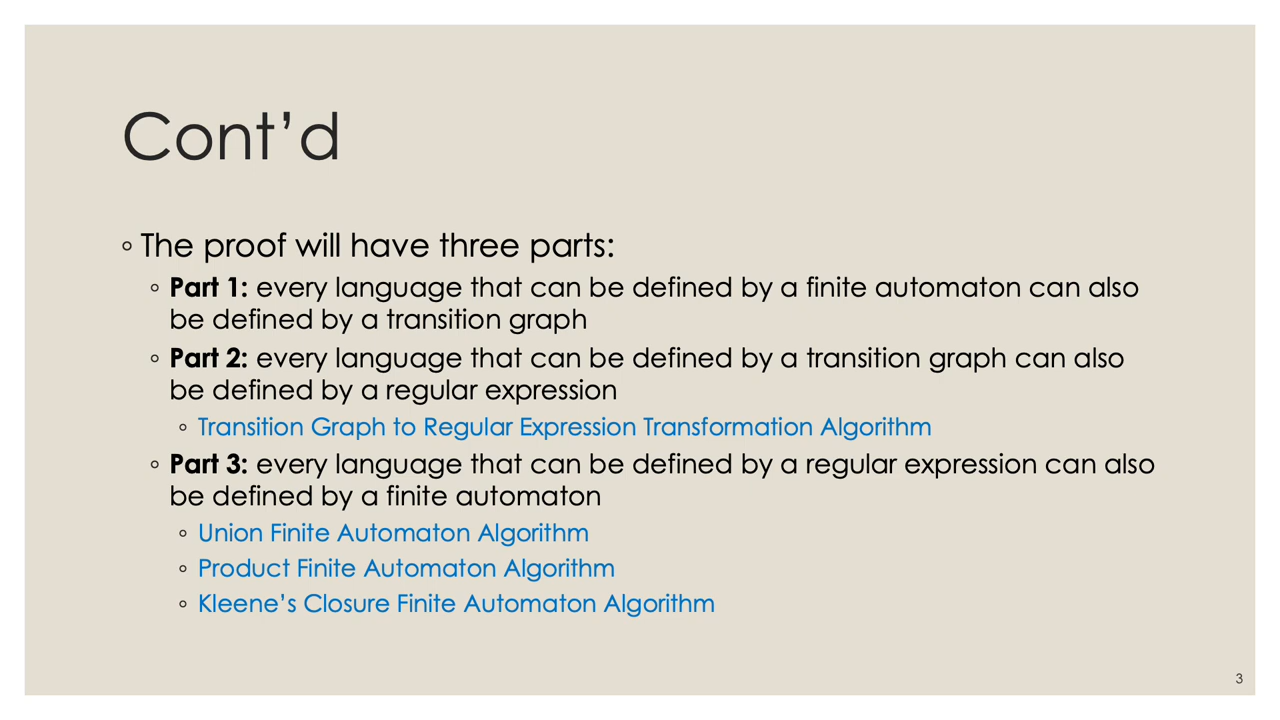 Cont’d
◦ The proof will have three parts:
◦ Part 1: every language that can be defined by a finite automaton can also
be defined by a transition graph
◦ Part 2: every language that can be defined by a transition graph can also
be defined by a regular expression
◦ Transition Graph to Regular Expression Transformation Algorithm
◦ Part 3: every language that can be defined by a regular expression can also
be defined by a finite automaton
◦ Union Finite Automaton Algorithm
◦ Product Finite Automaton Algorithm
◦ Kleene’s Closure Finite Automaton Algorithm
3